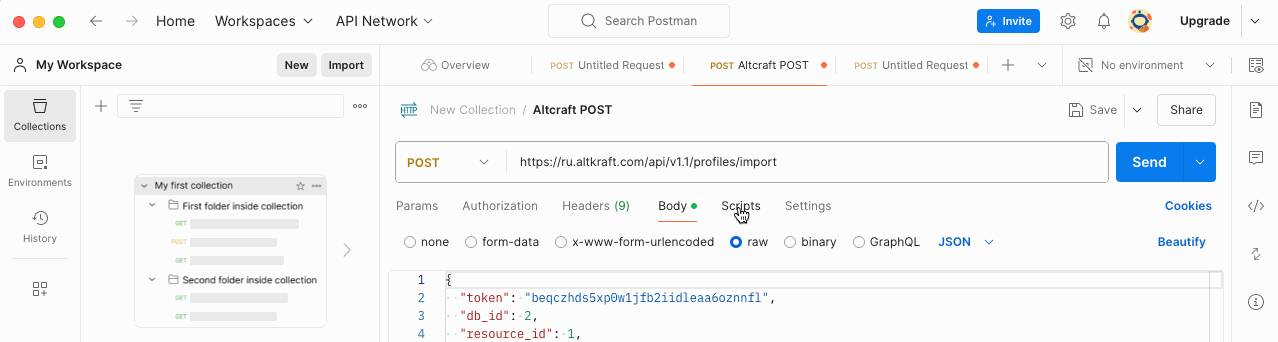 Home Workspaces API Network Search Postman Invite Upgrade
My Workspace New Import Overview POST Untitled Request POST Altcraft POST POST Untitled Request No environment
Collections
Environments
History
My first collection
First folder inside collection
GET
POST
GET
Second folder inside collection
GET
GET
HTTP New Collection / Altcraft POST Save Share
POST https://ru.altkraft.com/api/v1.1/profiles/import Send
Params Authorization Headers (9) Body Scripts Settings Cookies
none form-data x-www-form-urlencoded raw binary GraphQL JSON Beautify
1 {
2 "token": "beqczhds5xp0w1jfb2iidleaa6oznnfl",
3 "db_id": 2,
4 "resource_id": 1,